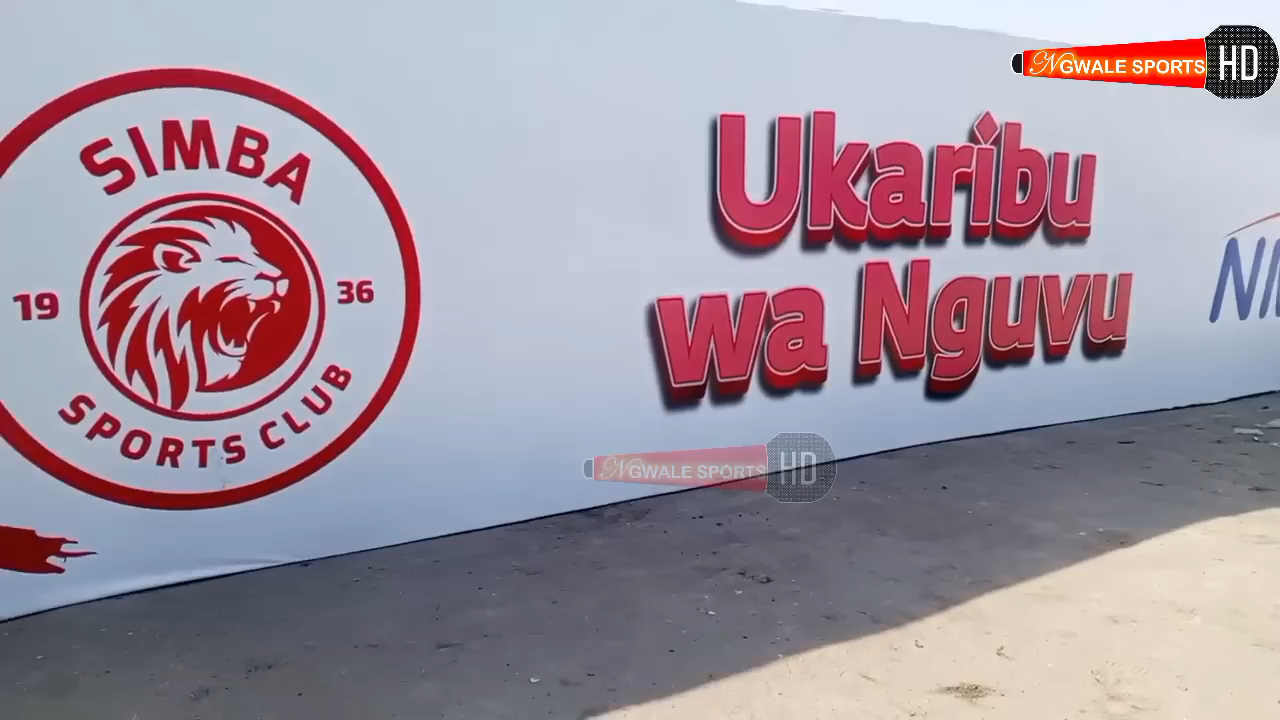 NGWALE SPORTS HD
SIMBA
19 36
SPORTS CLUB
Ukaribu
wa Nguvu
NGWALE SPORTS HD